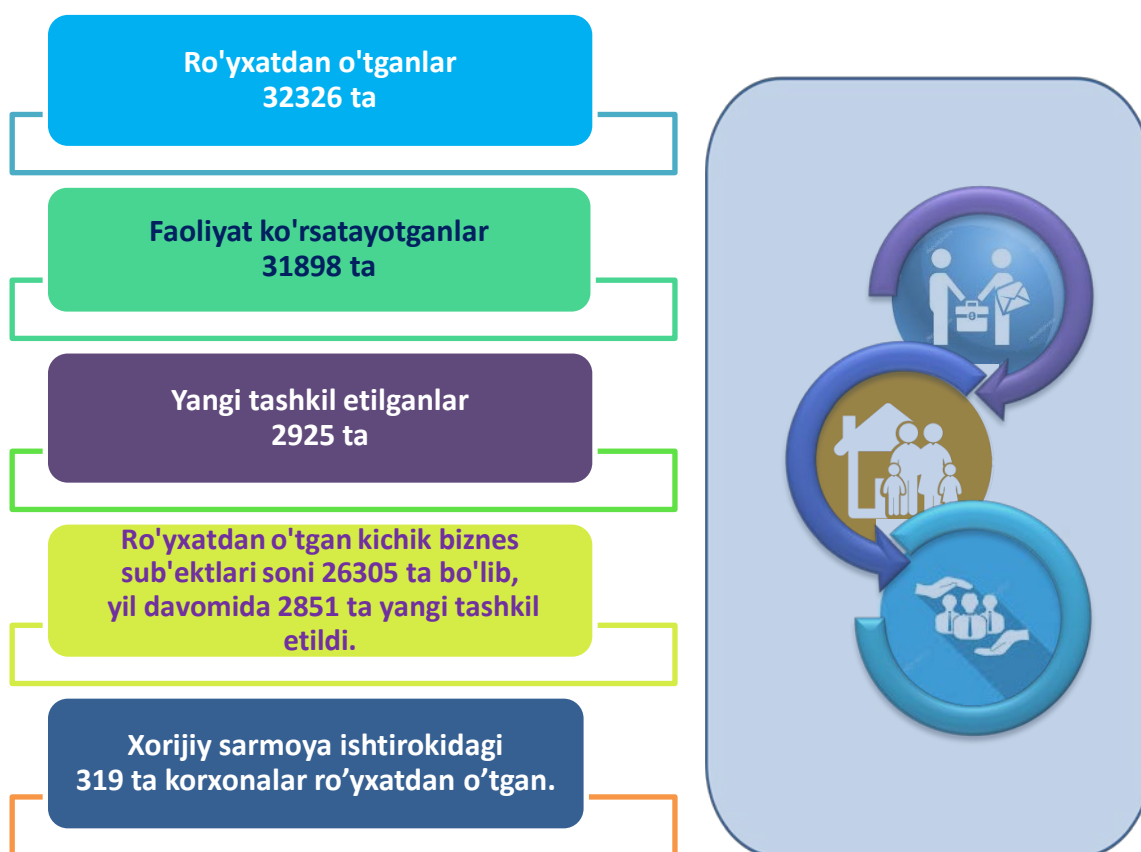 Ro'yxatdan o'tganlar
32326 ta
Faoliyat ko'rsatayotganlar
31898 ta
Yangi tashkil etilganlar
2925 ta
Ro'yxatdan o'tgan kichik biznes
sub'ektlari soni 26305 ta bo'lib,
yil davomida 2851 ta yangi tashkil
etildi.
Xorijiy sarmoya ishtirokidagi
319 ta korxonalar ro’yxatdan o’tgan.